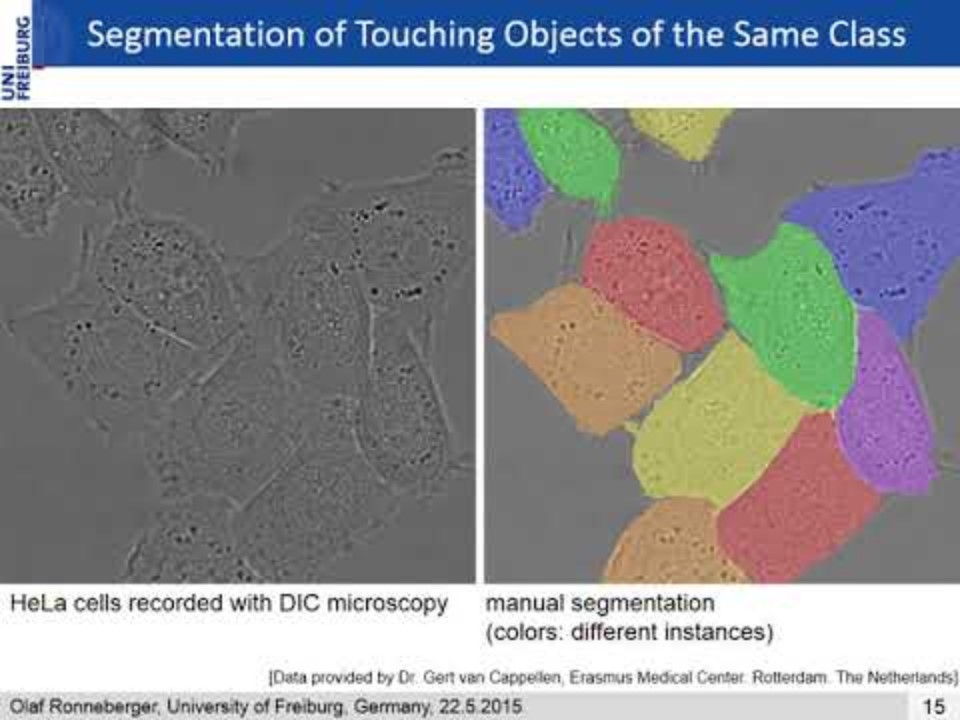 UNI
FREIBURG
Segmentation of Touching Objects of the Same Class
HeLa cells recorded with DIC microscopy
manual segmentation
(colors: different instances)
[Data provided by Dr. Gert van Cappellen, Erasmus Medical Center. Rotterdam. The Netherlands]
Olaf Ronneberger, University of Freiburg, Germany, 22.5.2015
15